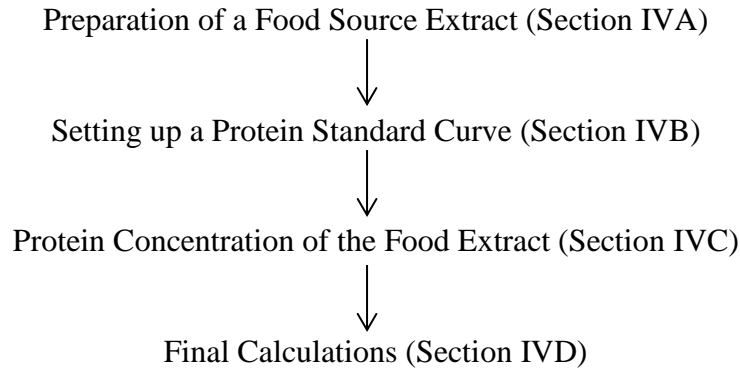 Preparation of a Food Source Extract (Section IVA)
Setting up a Protein Standard Curve (Section IVB)
Protein Concentration of the Food Extract (Section IVC)
Final Calculations (Section IVD)